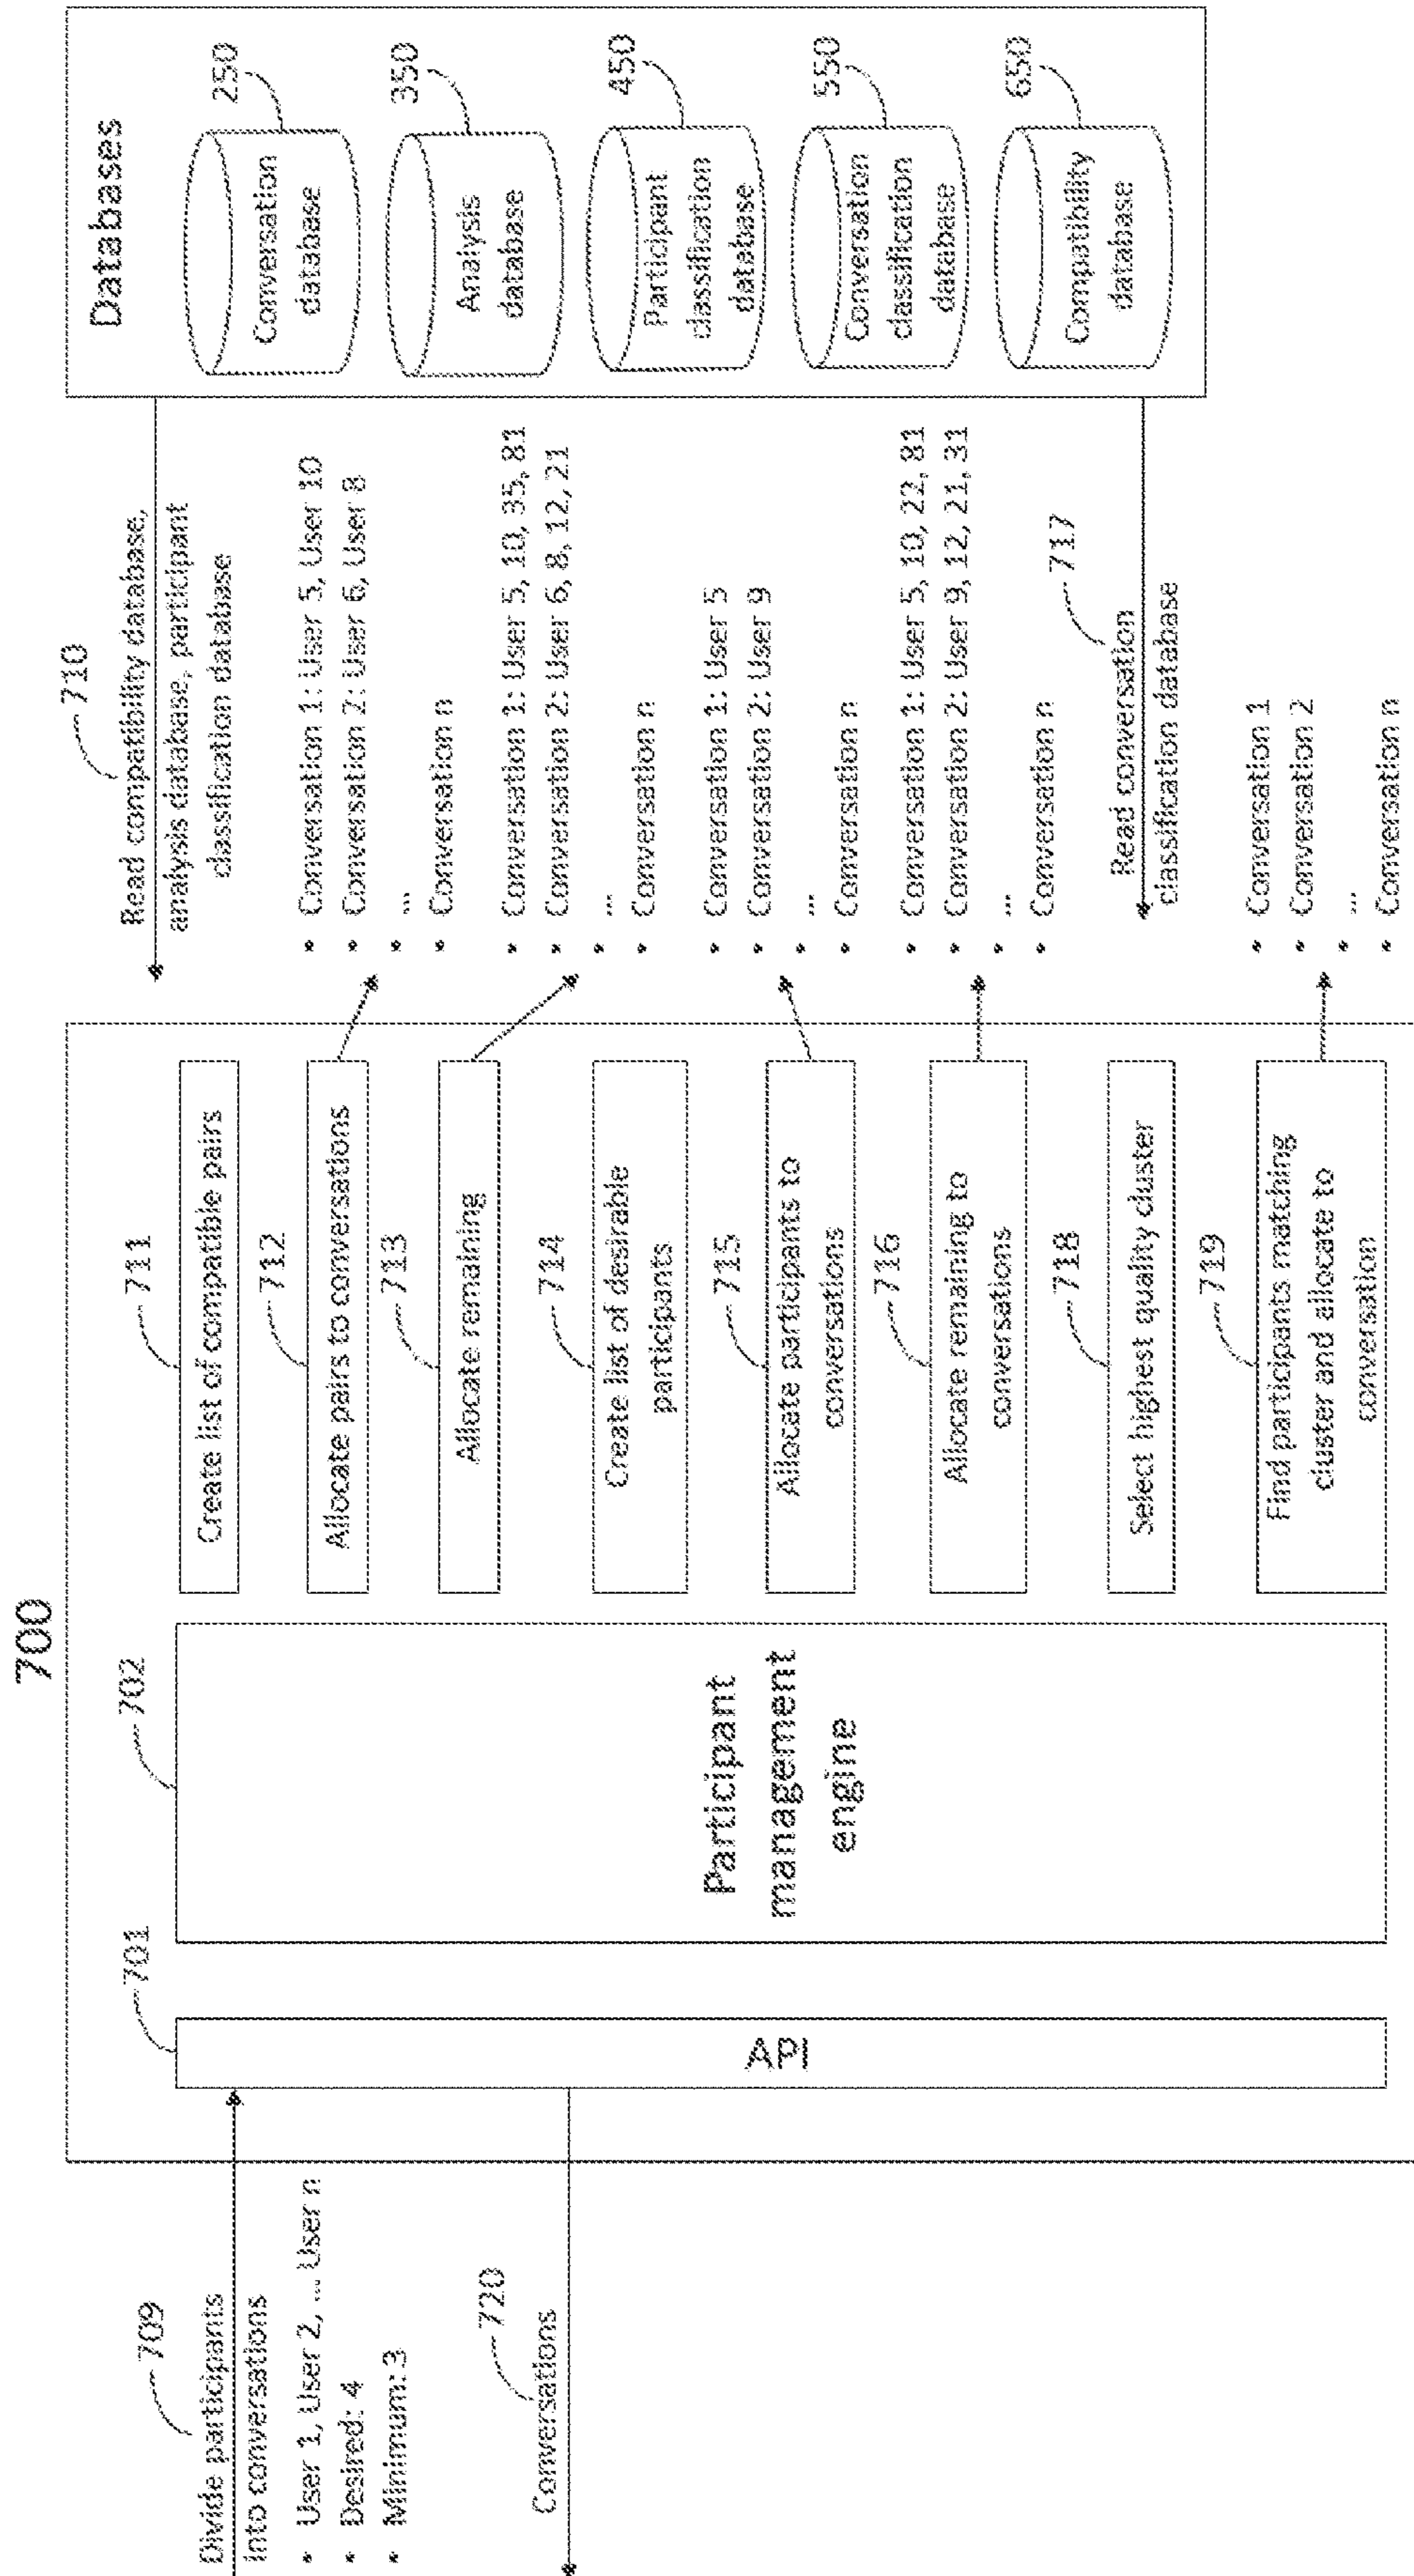 700
709
Divide participants
into conversations
• User 1, User 2, ... User n
• Desired: 4
• Minimum: 3
720
Conversations
701
API
702
Participant
management
engine
711
Create list of compatible pairs
712
Allocate pairs to conversations
713
Allocate remaining
714
Create list of desirable
participants
715
Allocate participants to
conversations
716
Allocate remaining to
conversations
718
Select highest quality cluster
719
Find participants matching
cluster and allocate to
conversation
710
Read compatibility database,
analysis database, participant
classification database
• Conversation 1: User 5, User 10
• Conversation 2: User 6, User 8
• ...
• Conversation n
• Conversation 1: User 5, 10, 35, 81
• Conversation 2: User 6, 8, 12, 21
• ...
• Conversation n
• Conversation 1: User 5
• Conversation 2: User 9
• ...
• Conversation n
• Conversation 1: User 5, 10, 22, 81
• Conversation 2: User 9, 12, 21, 31
• ...
• Conversation n
717
Read conversation
classification database
• Conversation 1
• Conversation 2
• ...
• Conversation n
Databases
250
Conversation
database
350
Analysis
database
450
Participant
classification
database
550
Conversation
classification
database
650
Compatibility
database